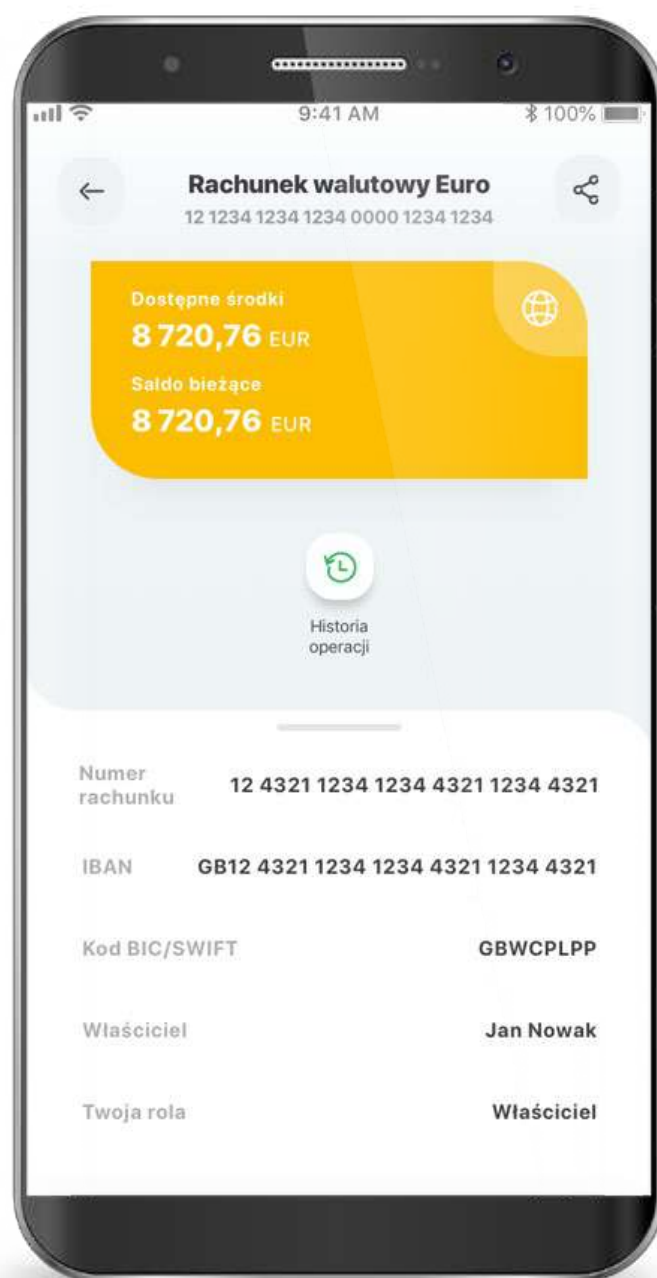 9:41 AM
100%
Rachunek walutowy Euro
12 1234 1234 1234 0000 1234 1234
Dostępne środki
8 720,76 EUR
Saldo bieżące
8 720,76 EUR
Historia
operacji
Numer
rachunku
12 4321 1234 1234 4321 1234 4321
IBAN GB12 4321 1234 1234 4321 1234 4321
Kod BIC/SWIFT GBWCPLPP
Właściciel Jan Nowak
Twoja rola Właściciel